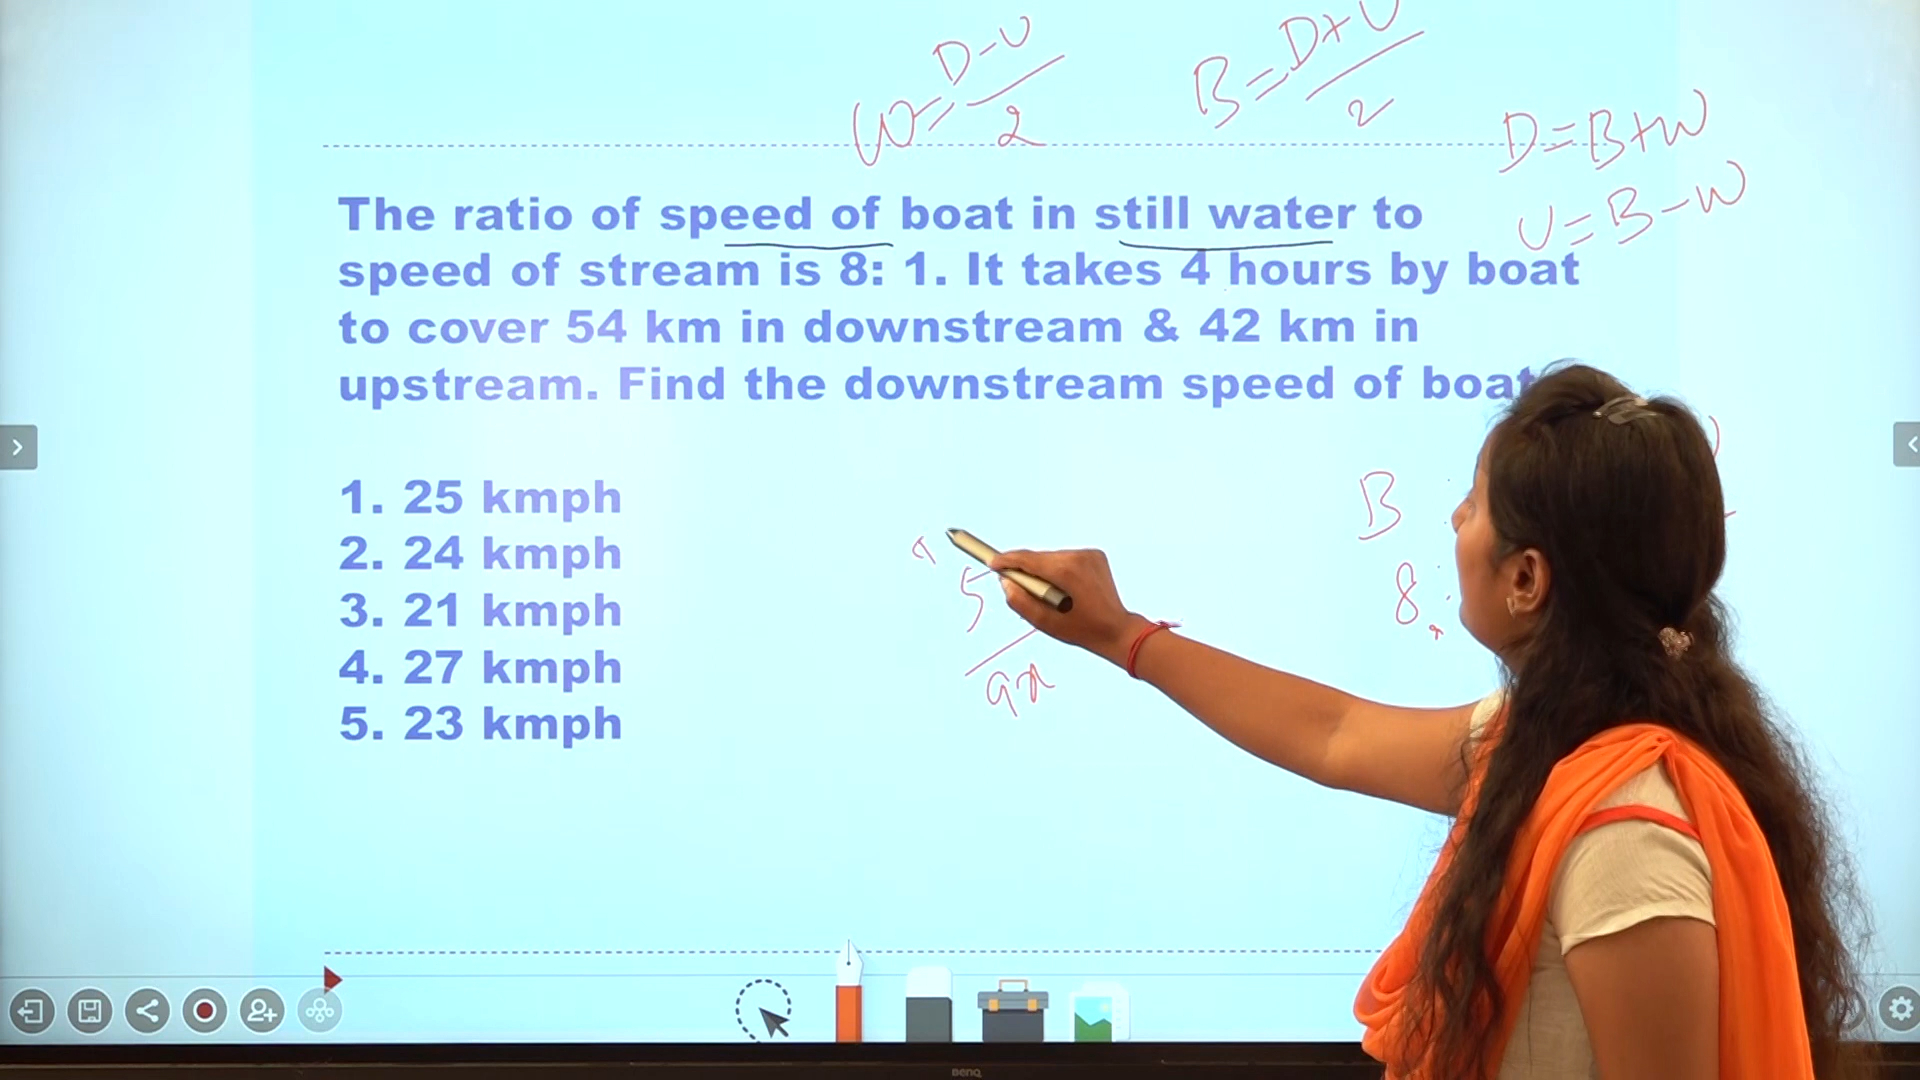 W=D-U/2
B=D+U/2
D=B+W
U=B-W
The ratio of speed of boat in still water to
speed of stream is 8: 1. It takes 4 hours by boat
to cover 54 km in downstream & 42 km in
upstream. Find the downstream speed of boat
1. 25 kmph
2. 24 kmph
3. 21 kmph
4. 27 kmph
5. 23 kmph
B :
8 :
5
9x
BenQ